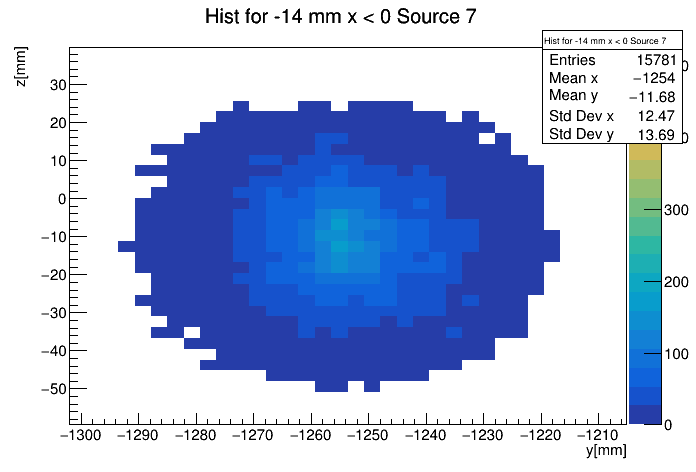 Hist for -14 mm x < 0 Source 7
Hist for -14 mm x < 0 Source 7
Entries 15781
Mean x −1254
Mean y −11.68
Std Dev x 12.47
Std Dev y 13.69
z[mm]
30
20
10
0
−10
−20
−30
−40
−50
−1300 −1290 −1280 −1270 −1260 −1250 −1240 −1230 −1220 −1210
y[mm]
0
0
300
200
100
0